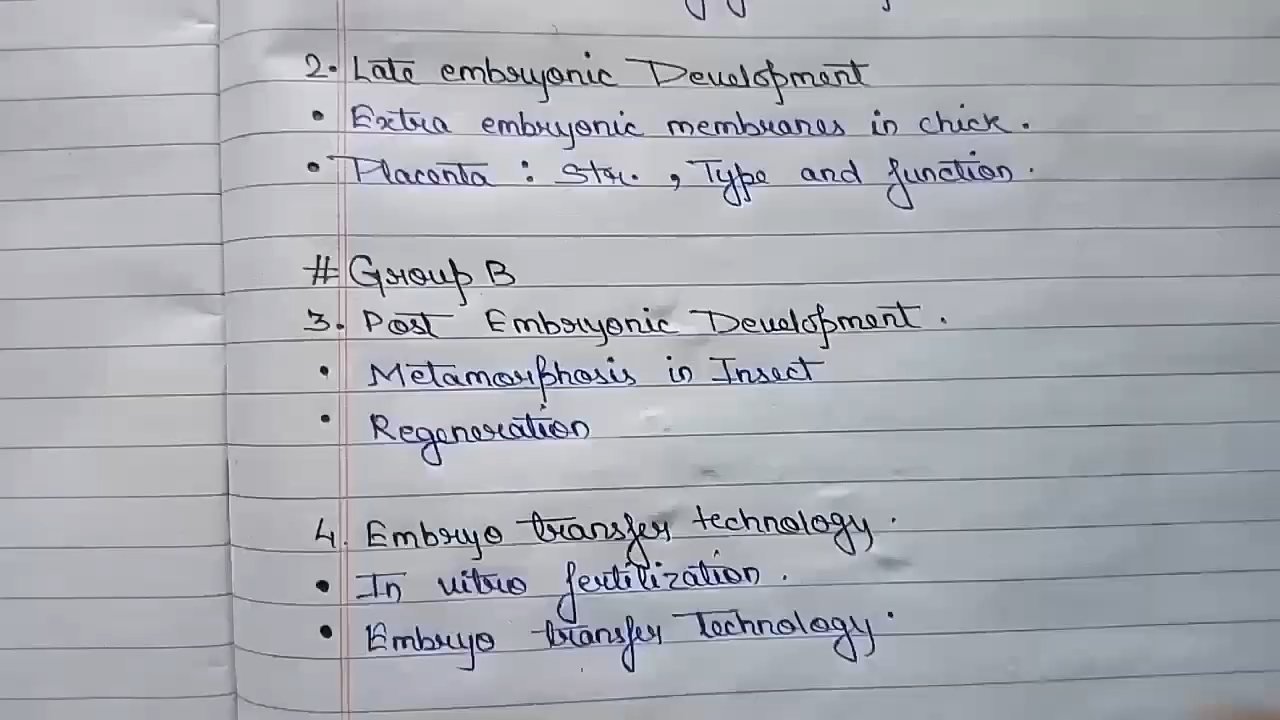 2. Late embryonic Development
• Extra embryonic membranes in chick.
• Placenta : Str. , Type and function.
# Group B
3. Post Embryonic Development.
• Metamorphosis in Insect
• Regeneration
4. Embryo transfer technology.
• In vitro fertilization.
• Embryo transfer Technology.